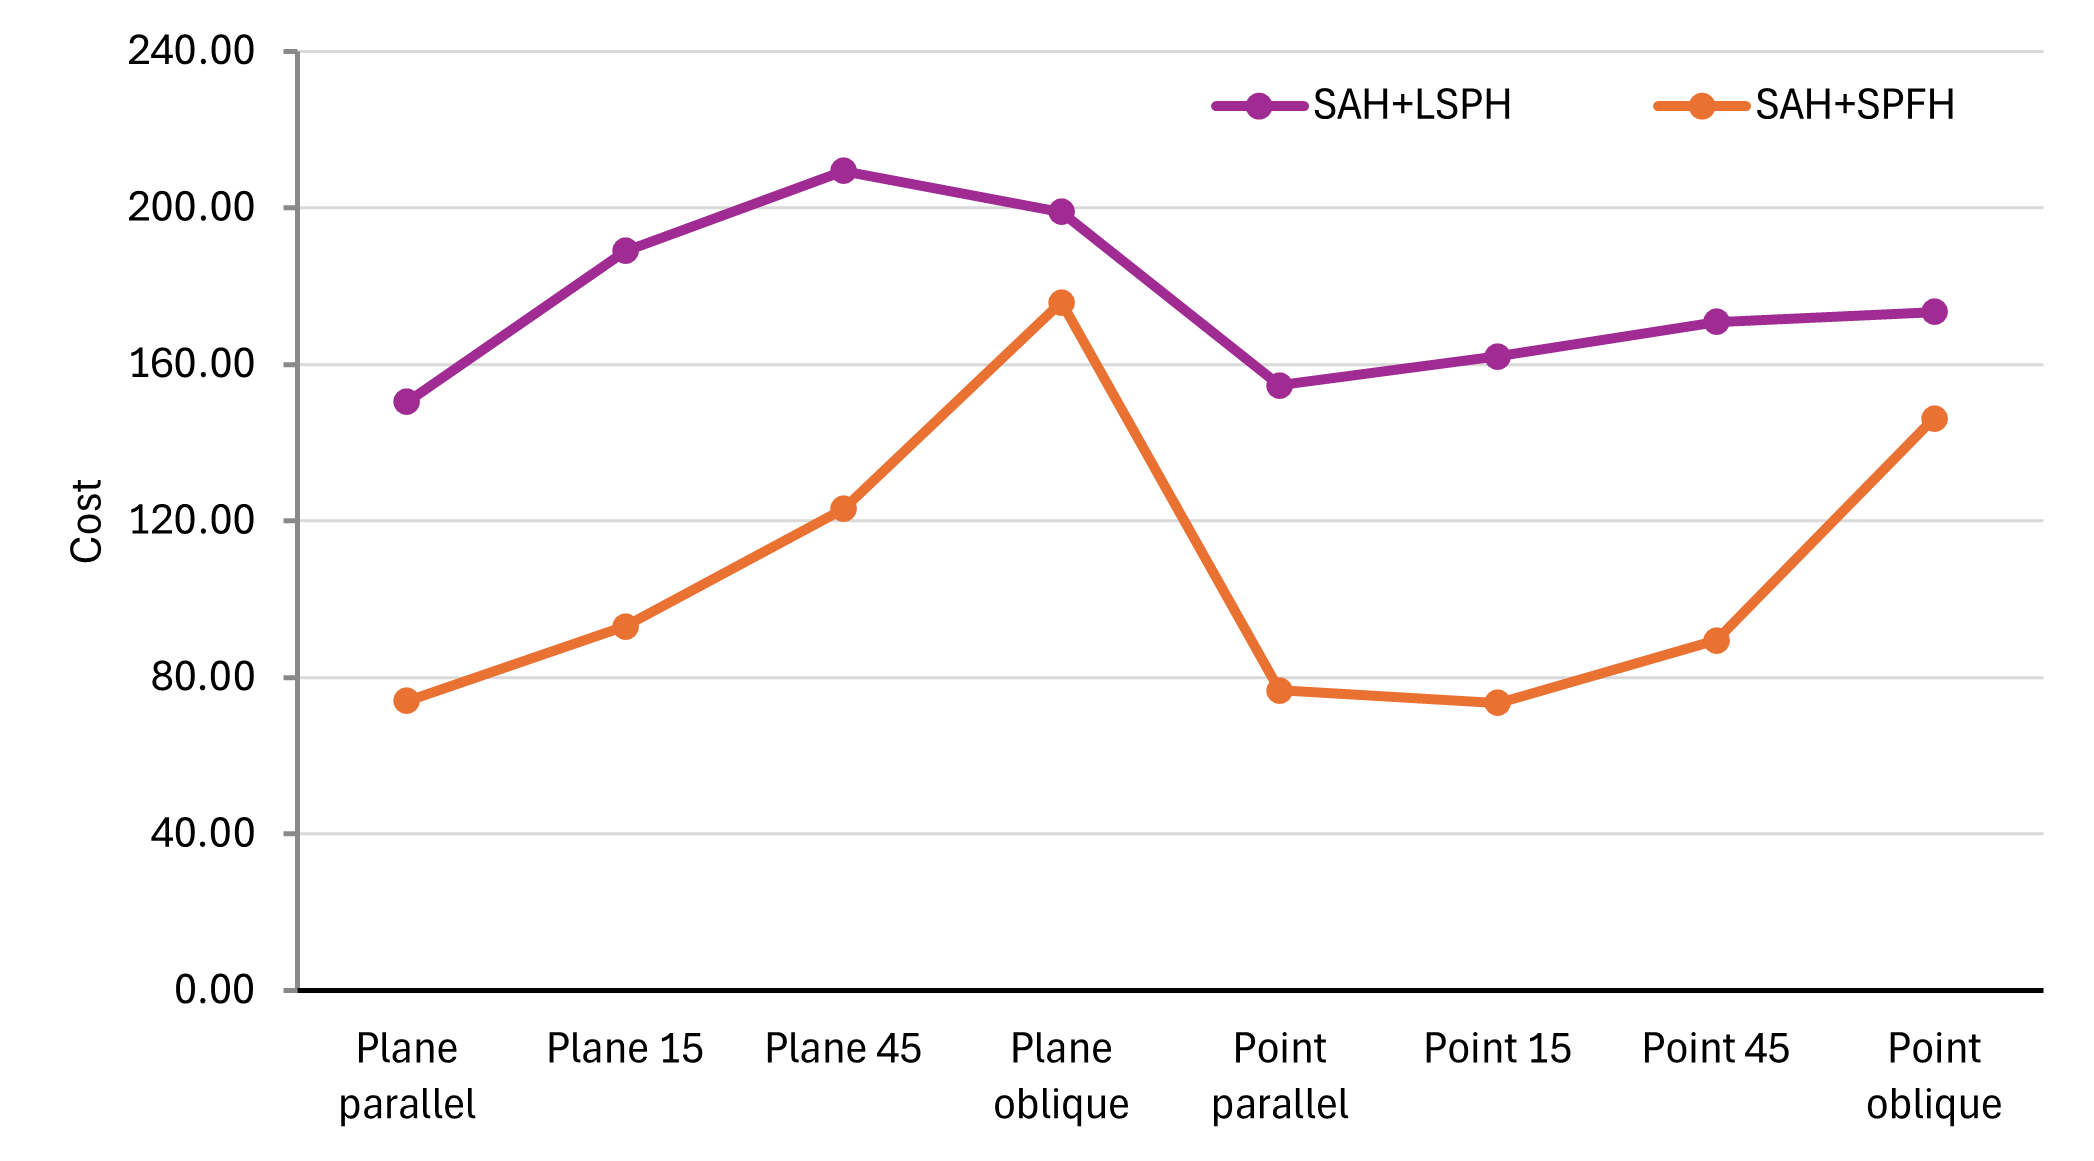 240.00
SAH+LSPH
SAH+SPFH
200.00
160.00
120.00
Cost
80.00
40.00
0.00
Plane parallel
Plane 15
Plane 45
Plane oblique
Point parallel
Point 15
Point 45
Point oblique